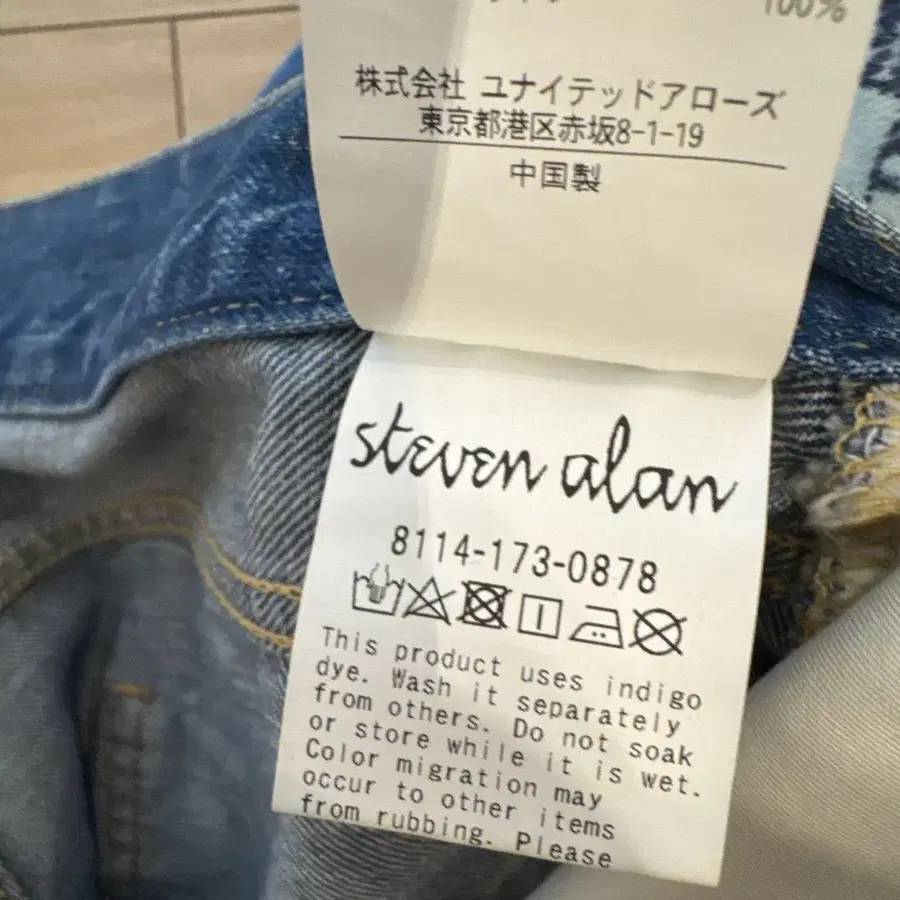 100%
株式会社 ユナイテッドアローズ
東京都港区赤坂8-1-19
中国製
steven alan
8114-173-0878
This product uses indigo
dye. Wash it separately
from others. Do not soak
or store while it is wet.
Color migration may
occur to other items
from rubbing. Please